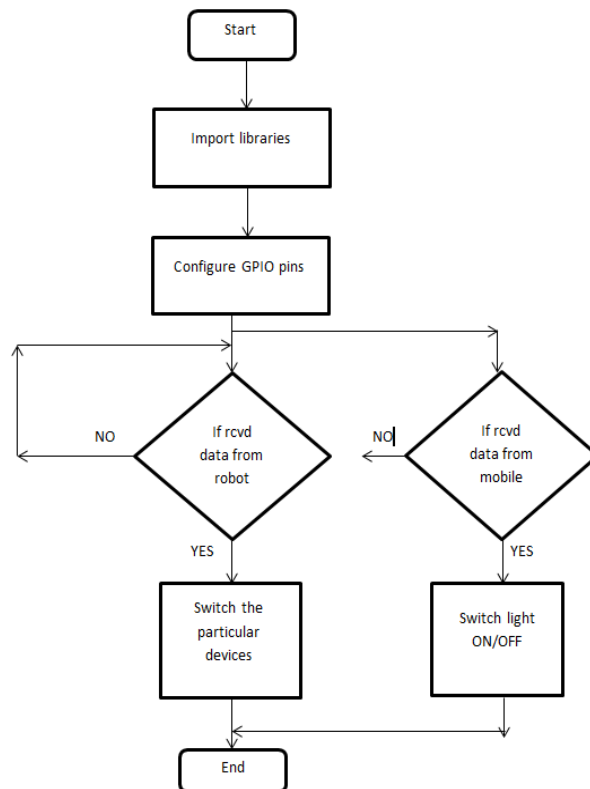 Start
Import libraries
Configure GPIO pins
NO
If rcvd
data from
robot
NO
If rcvd
data from
mobile
YES
YES
Switch the
particular
devices
Switch light
ON/OFF
End